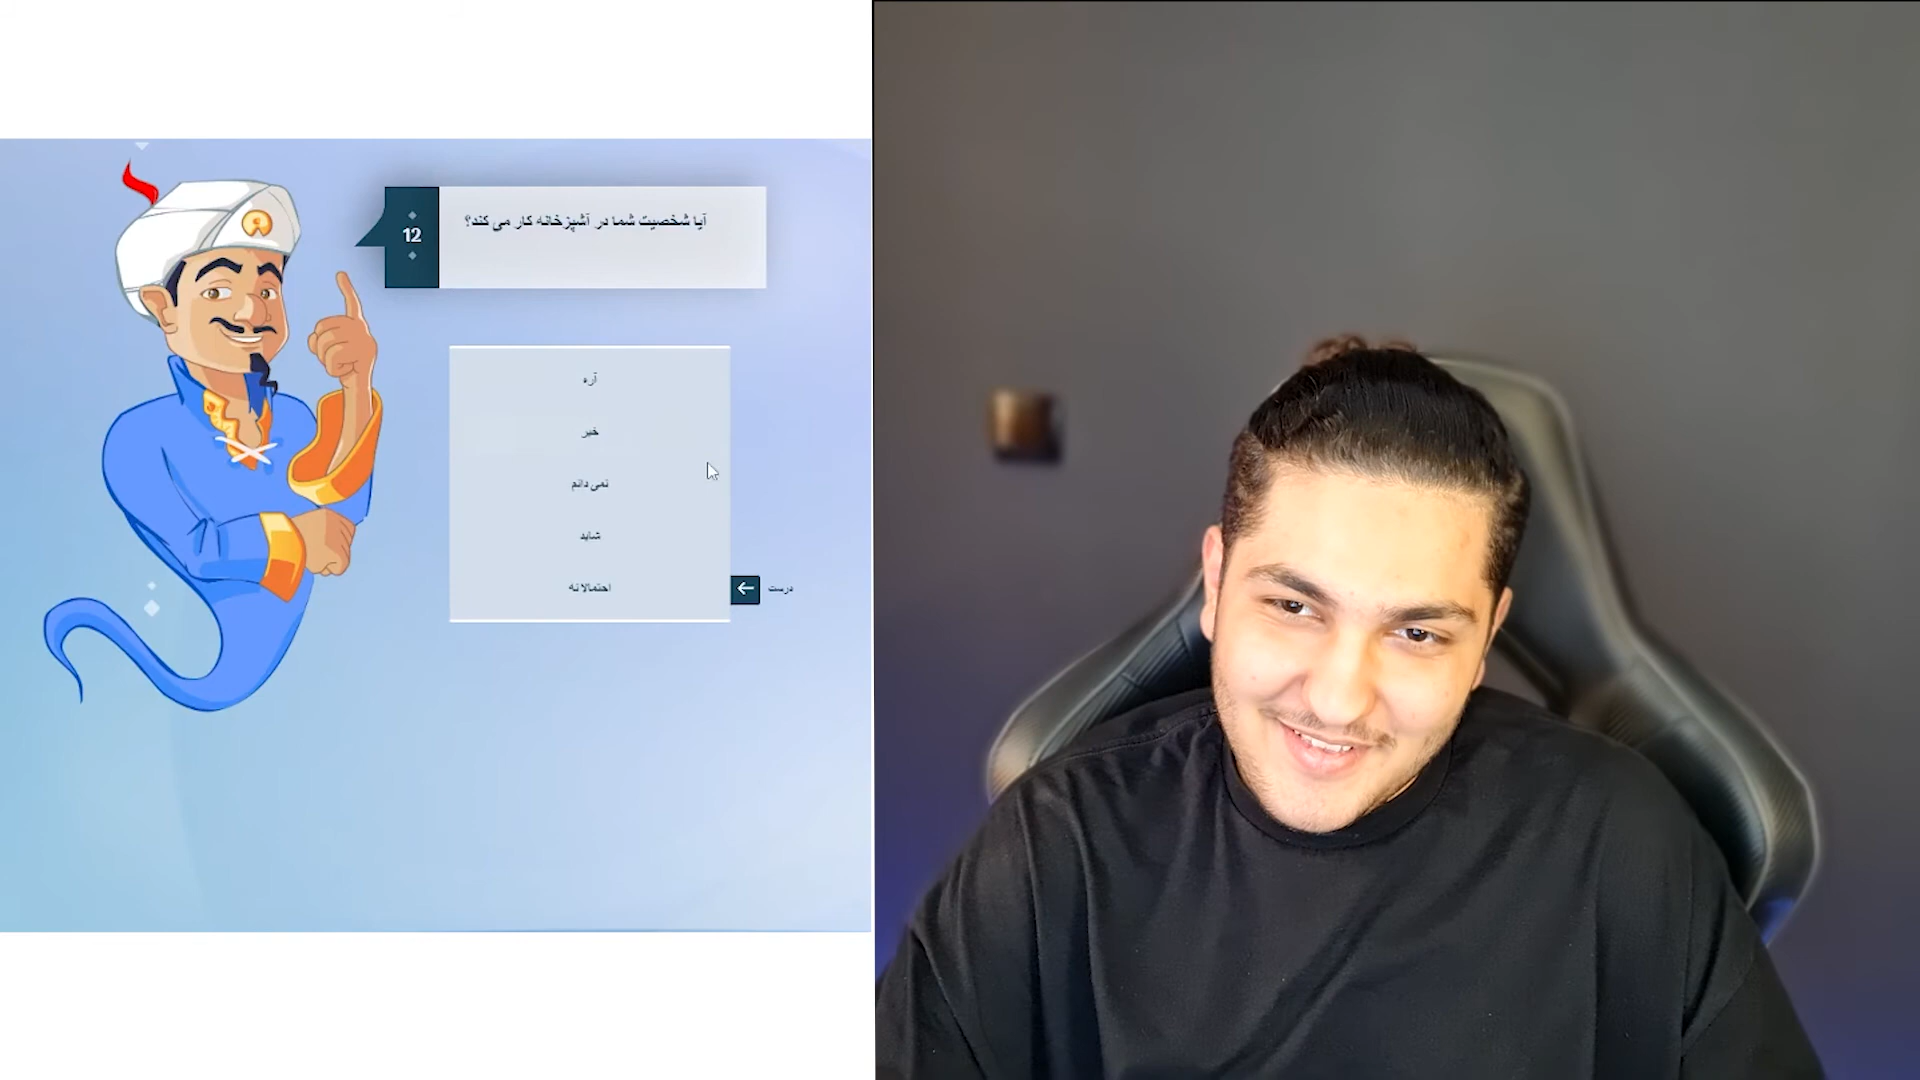 12
آیا شخصیت شما در آشپزخانه کار می کند؟
آره
خیر
نمی دانم
شاید
احتمالا نه
درست